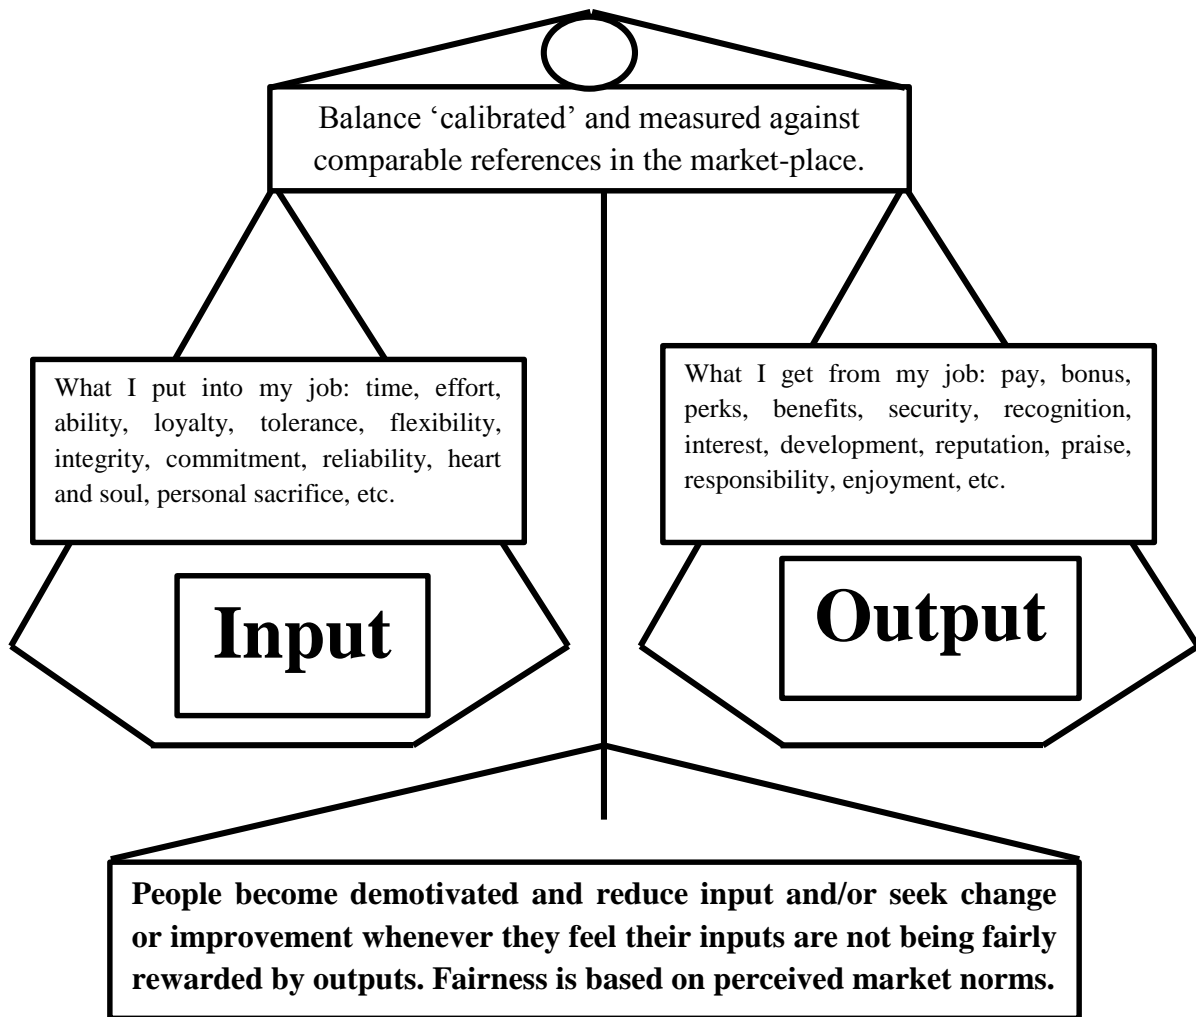 Balance ‘calibrated’ and measured against
comparable references in the market-place.
What I put into my job: time, effort,
ability, loyalty, tolerance, flexibility,
integrity, commitment, reliability, heart
and soul, personal sacrifice, etc.
What I get from my job: pay, bonus,
perks, benefits, security, recognition,
interest, development, reputation, praise,
responsibility, enjoyment, etc.
Input
Output
People become demotivated and reduce input and/or seek change
or improvement whenever they feel their inputs are not being fairly
rewarded by outputs. Fairness is based on perceived market norms.